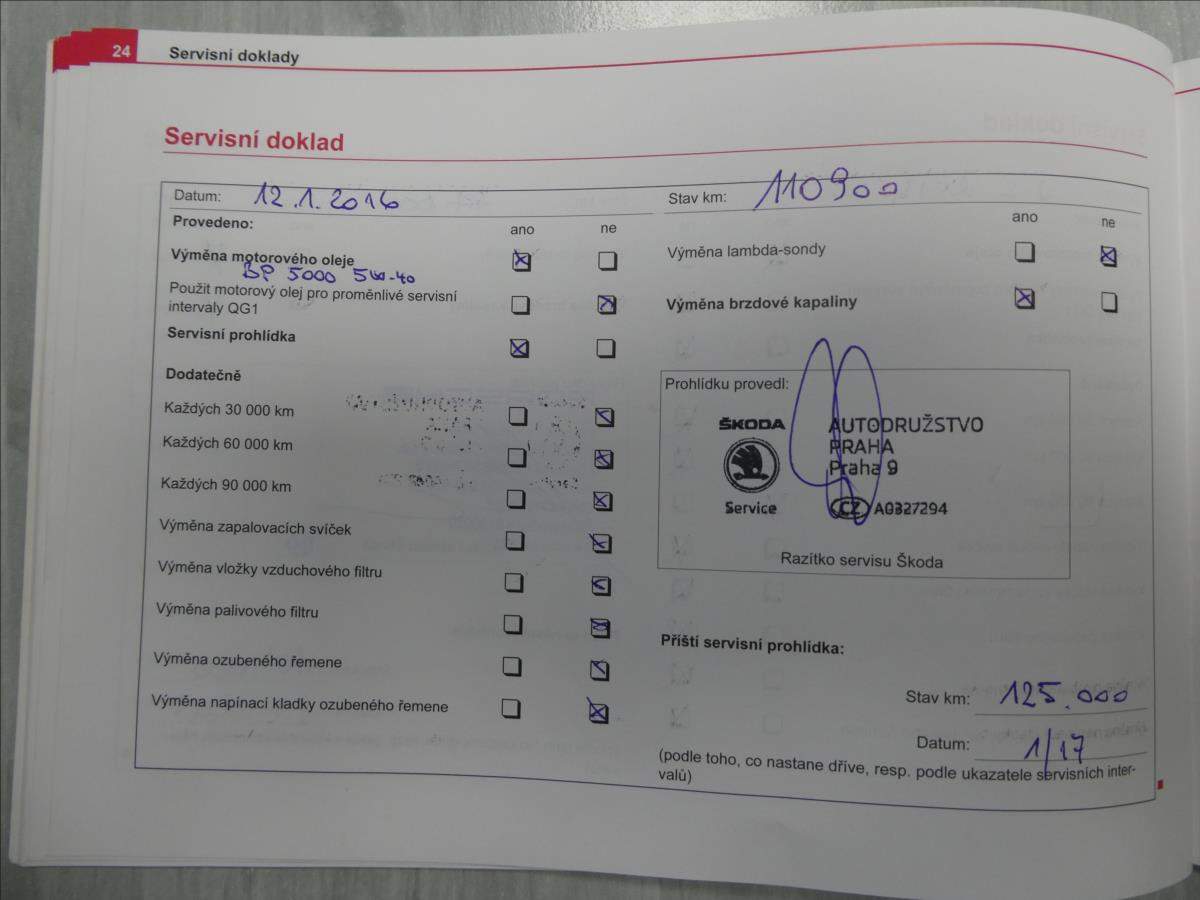 24 Servisní doklady
Servisní doklad
Datum: 12.1.2016
Stav km: 110900
Provedeno:
ano ne
Výměna motorového oleje
BP 5000 5W-40
Použit motorový olej pro proměnlivé servisní
intervaly QG1
Servisní prohlídka
Dodatečně
Každých 30 000 km
Každých 60 000 km
Každých 90 000 km
Výměna zapalovacích svíček
Výměna vložky vzduchového filtru
Výměna palivového filtru
Výměna ozubeného řemene
Výměna napínací kladky ozubeného řemene
ano ne
Výměna lambda-sondy
Výměna brzdové kapaliny
Prohlídku provedl:
ŠKODA
Service
AUTODRUŽSTVO
PRAHA
Praha 9
CZ A0327294
Razítko servisu Škoda
Příští servisní prohlídka:
Stav km: 125.000
Datum: 1/17
(podle toho, co nastane dříve, resp. podle ukazatele servisních inter-
valů)